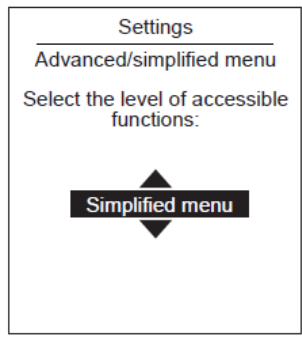 Settings
Advanced/simplified menu
Select the level of accessible
functions:
Simplified menu